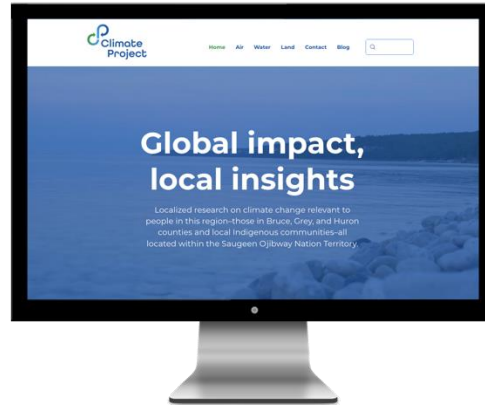 Climate
Project
Home Air Water Land Contact Blog
Global impact,
local insights
Localized research on climate change relevant to
people in this region–those in Bruce, Grey, and Huron
counties and local Indigenous communities–all
located within the Saugeen Ojibway Nation Territory.